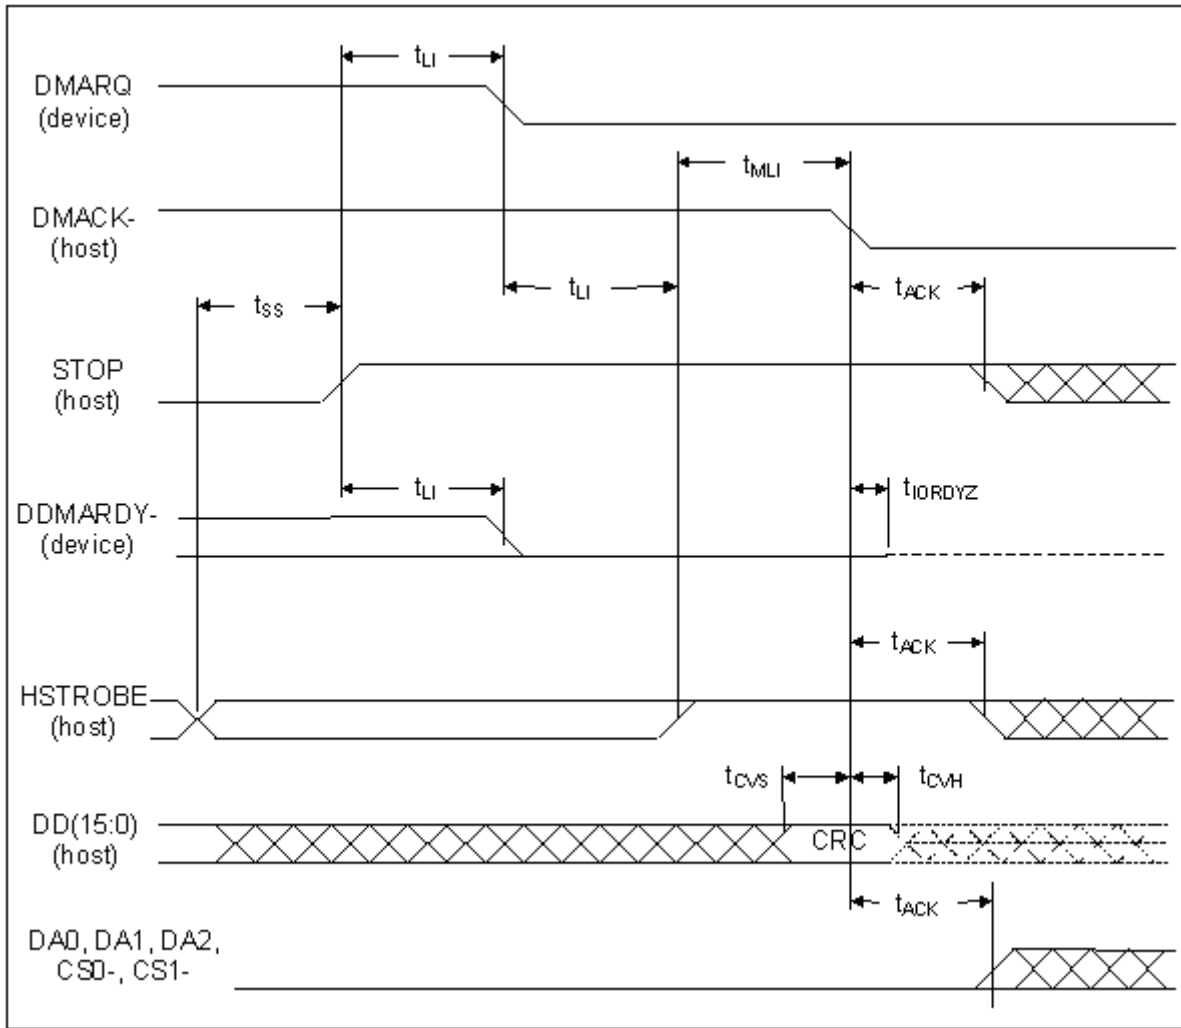 tLI
DMARQ
(device)
tMLI
DMACK-
(host)
tSS
tLI
tACK
STOP
(host)
tLI
tIORDYZ
DDMARDY-
(device)
tACK
HSTROBE
(host)
tCVS
tCVH
DD(15:0)
(host)
CRC
tACK
DA0, DA1, DA2,
CS0-, CS1-